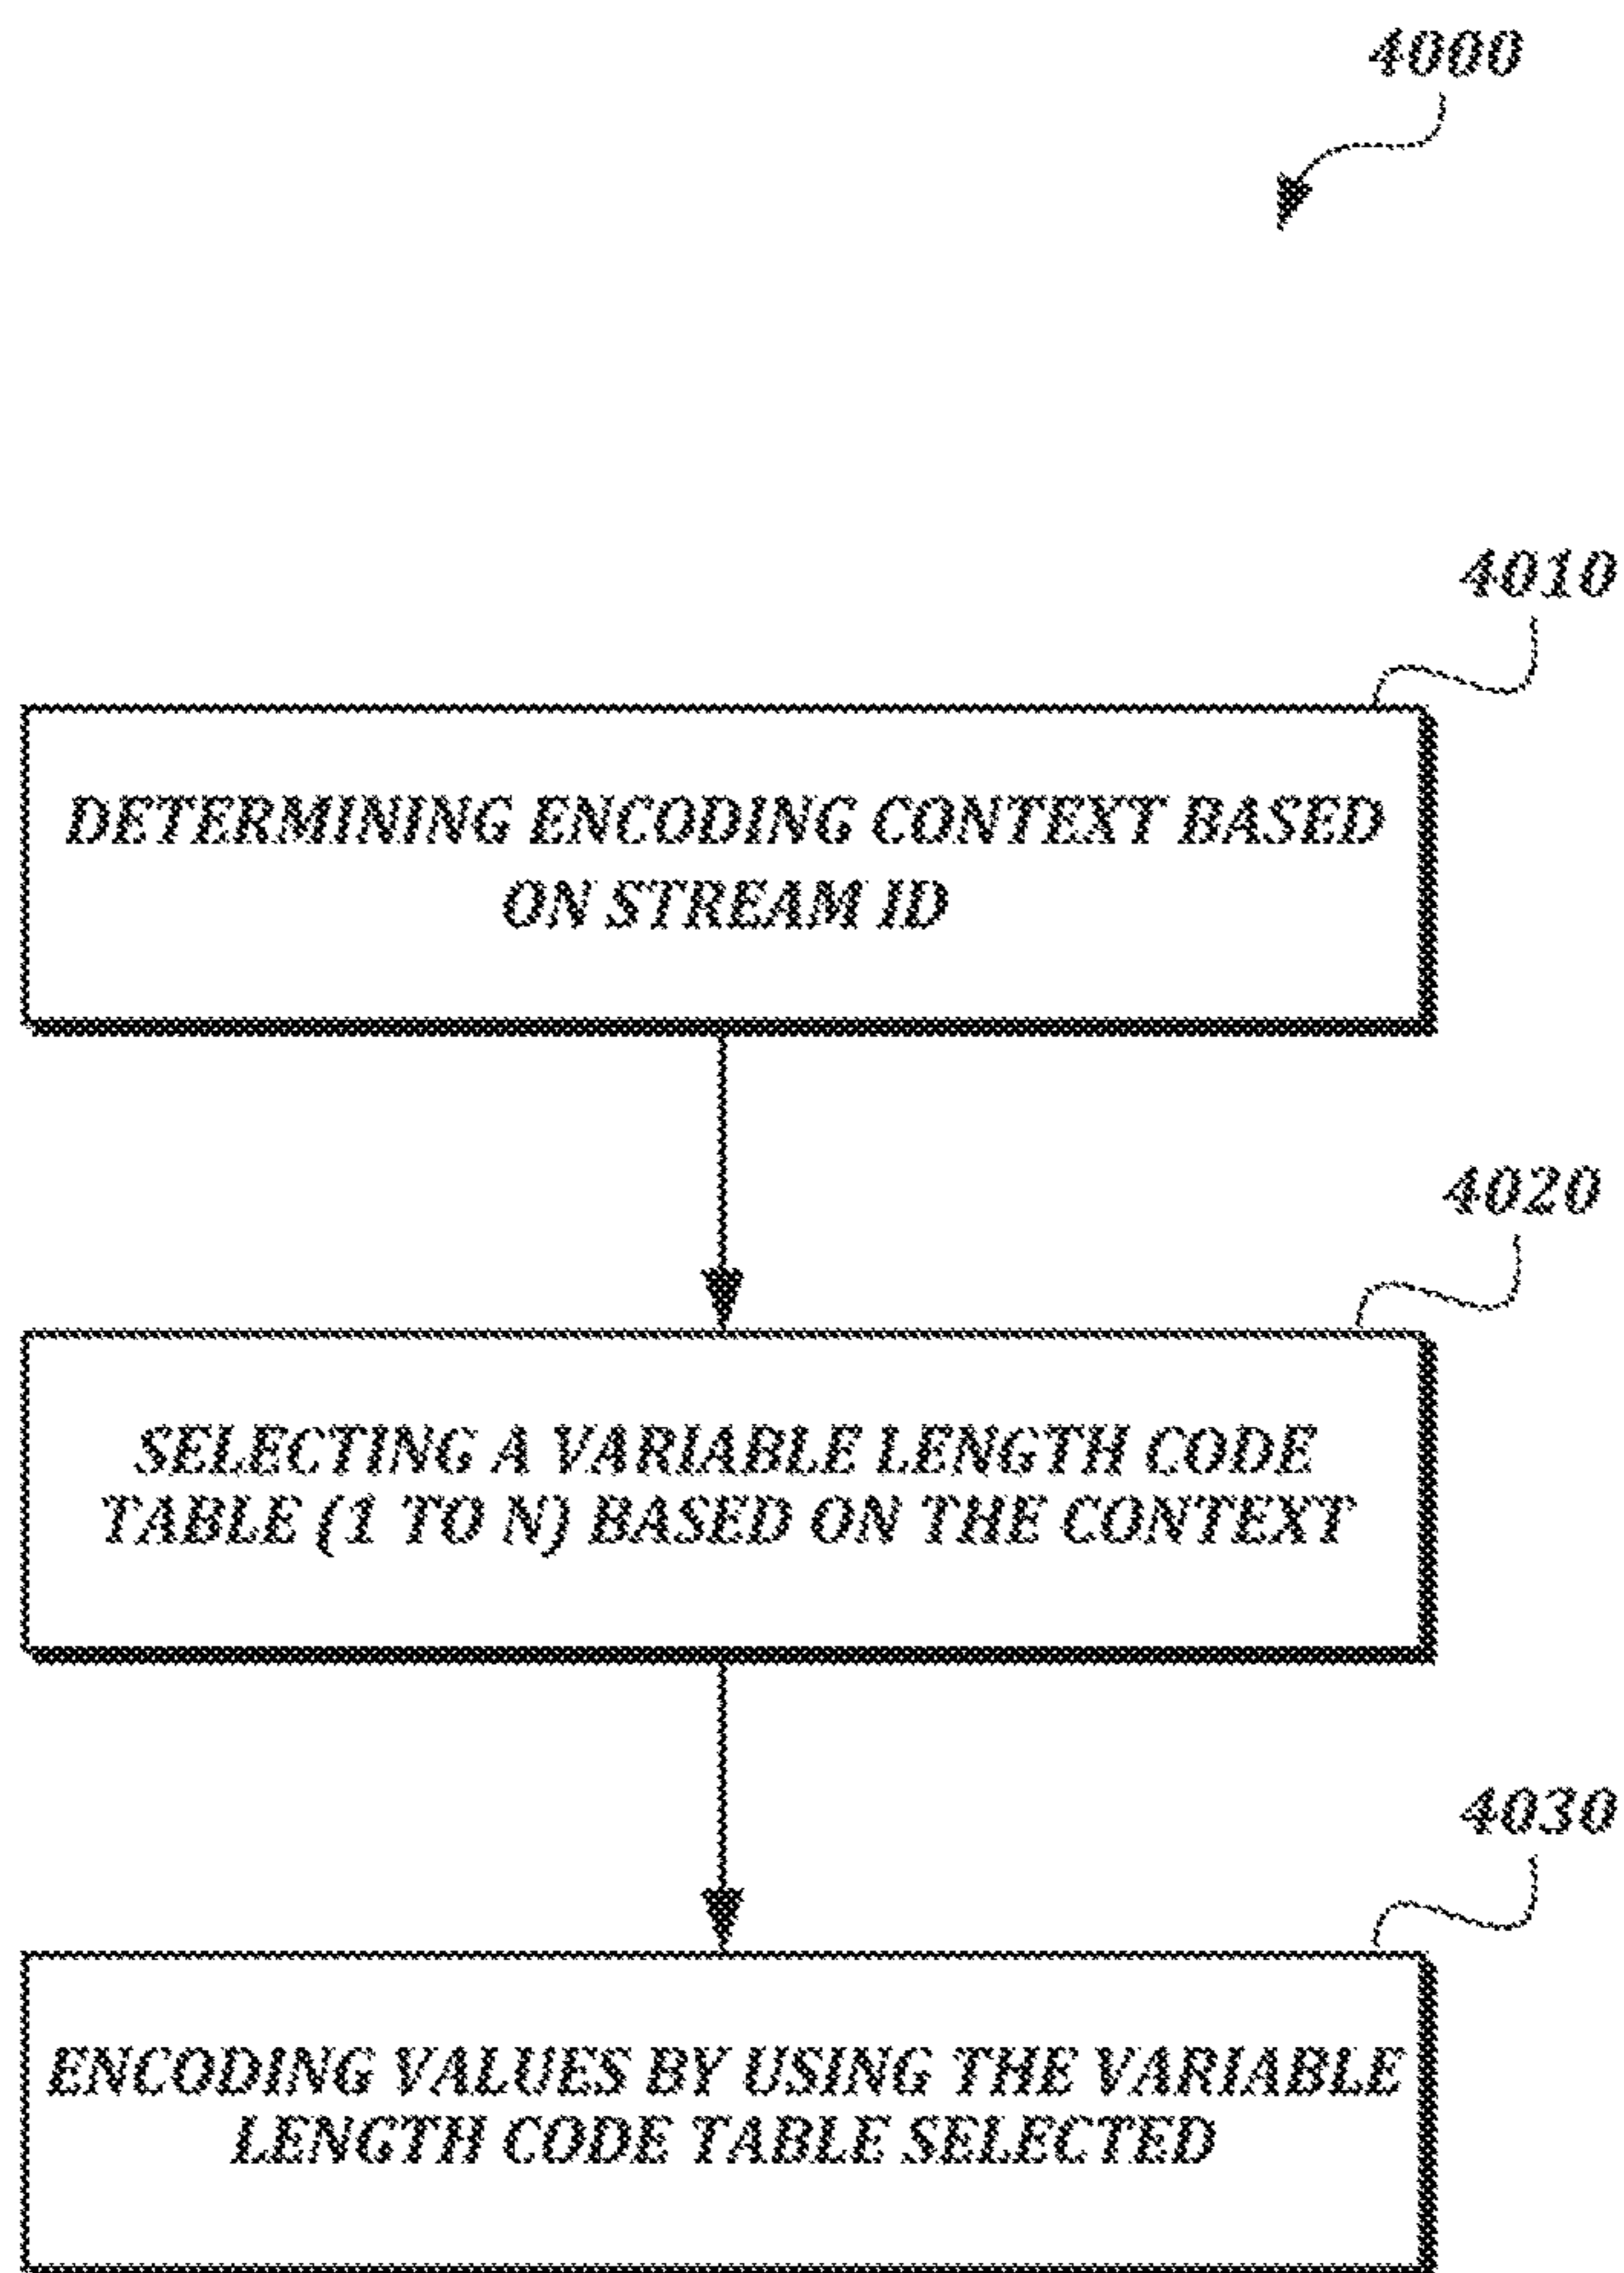 4000
4010
DETERMINING ENCODING CONTEXT BASED
ON STREAM ID
4020
SELECTING A VARIABLE LENGTH CODE
TABLE (1 TO N) BASED ON THE CONTEXT
4030
ENCODING VALUES BY USING THE VARIABLE
LENGTH CODE TABLE SELECTED